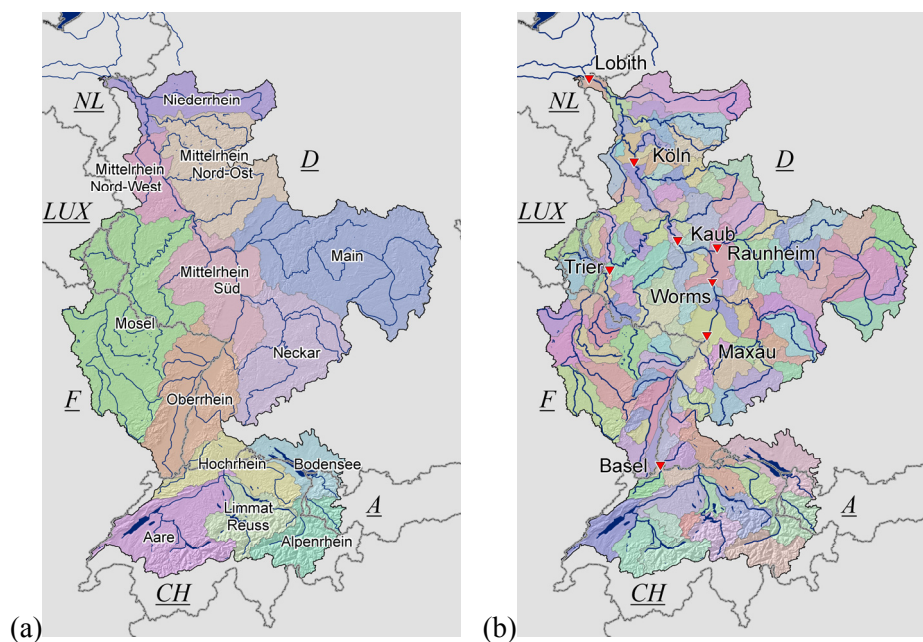 NL
Niederrhein
Mittelrhein
Nord-Ost
D
Mittelrhein
Nord-West
LUX
Main
Mittelrhein
Süd
Mosel
Neckar
F
Oberrhein
Hochrhein
Bodensee
Limmat
Reuss
A
Aare
Alpenrhein
CH
(a)
Lobith
NL
Köln
D
LUX
Kaub
Raunheim
Trier
Worms
Maxau
F
Basel
A
CH
(b)